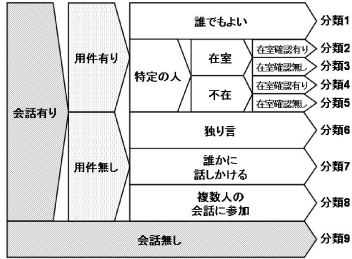 誰でもよい 分類1
在室確認有り 分類2
在室
用件有り 在室確認無し 分類3
特定の人
在室確認有り 分類4
不在
在室確認無し 分類5
会話有り
独り言 分類6
用件無し
誰かに
話しかける
分類7
複数人の
会話に参加
分類8
会話無し 分類9